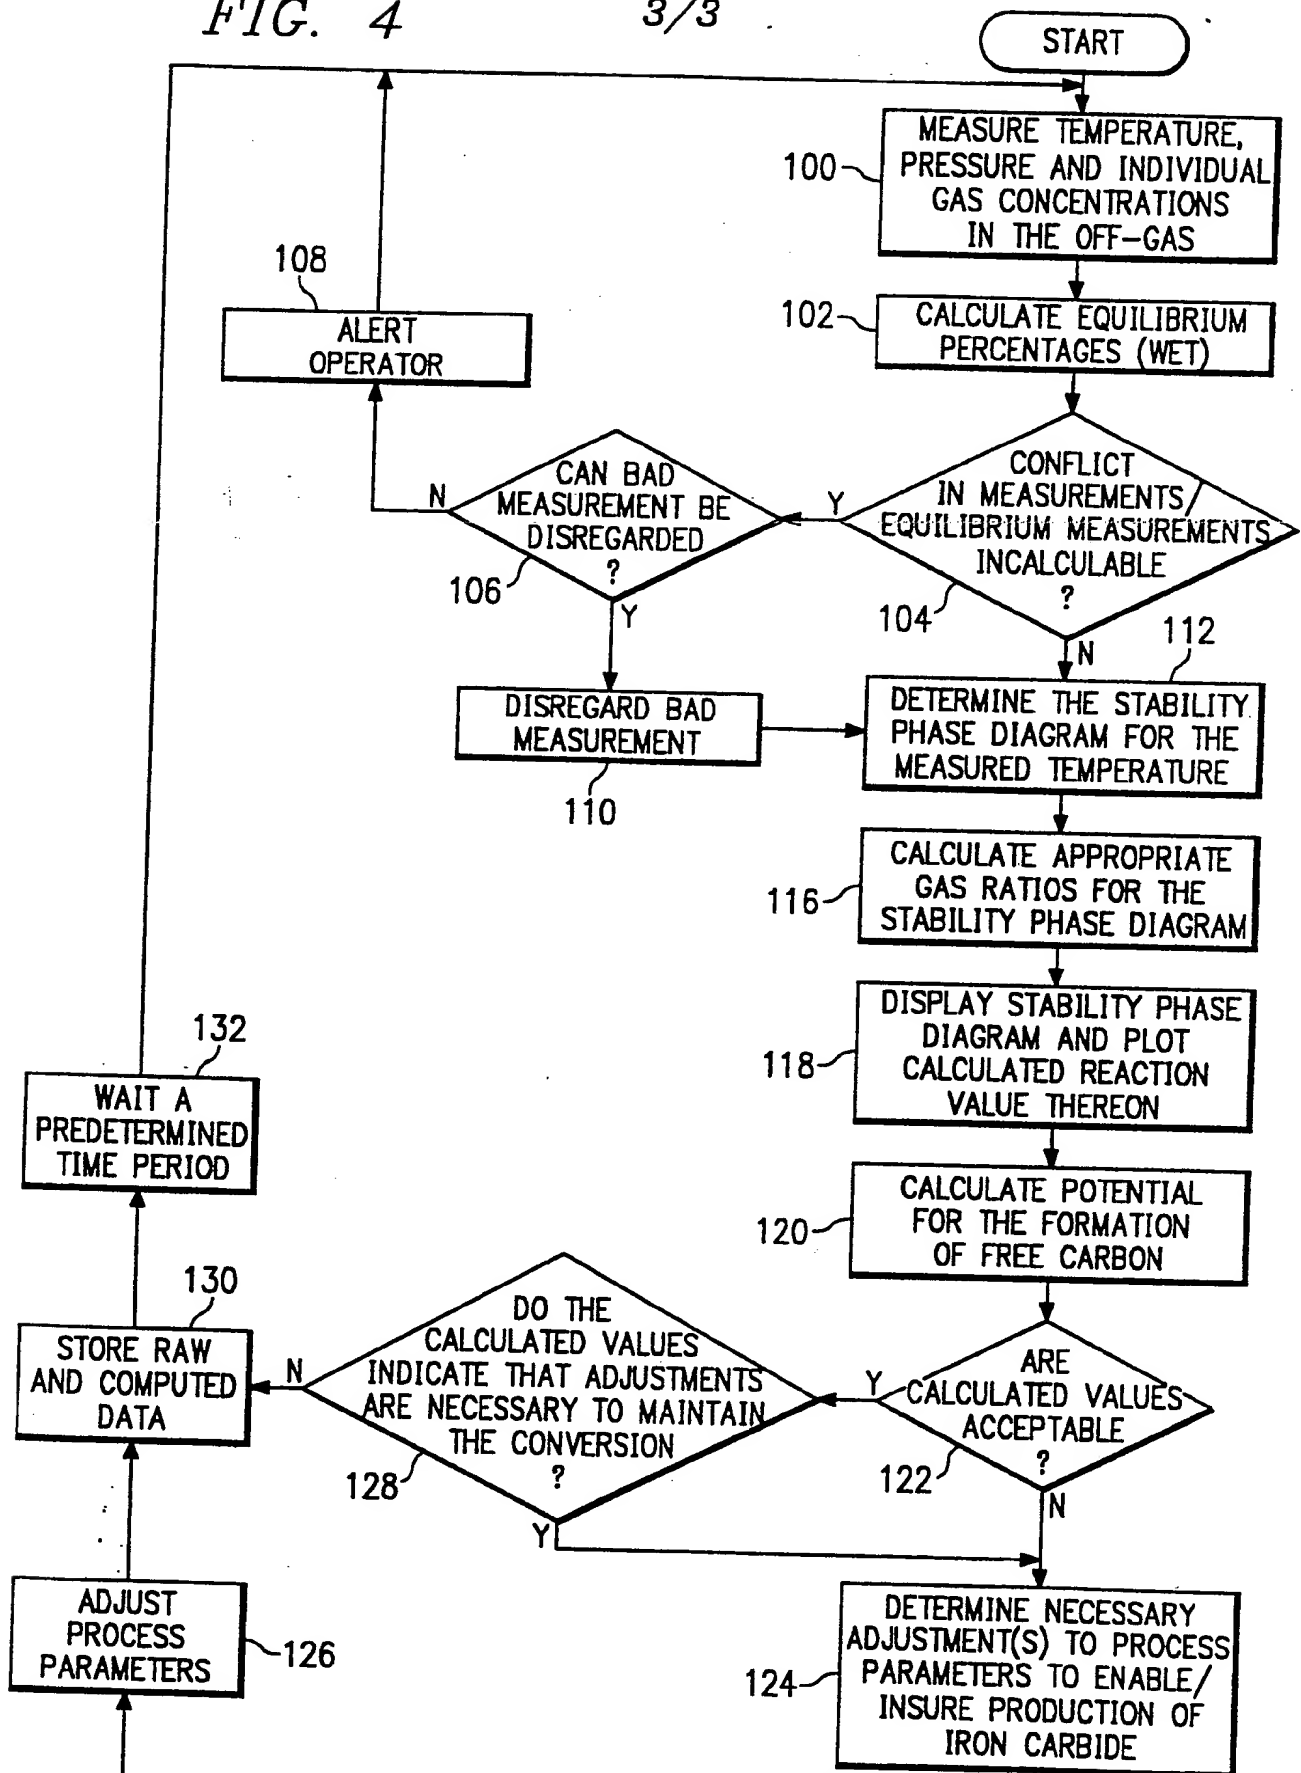 FIG. 4
3/3
START
MEASURE TEMPERATURE,
PRESSURE AND INDIVIDUAL
GAS CONCENTRATIONS
IN THE OFF-GAS
100
102
CALCULATE EQUILIBRIUM
PERCENTAGES (WET)
108
ALERT
OPERATOR
CONFLICT
IN MEASUREMENTS/
EQUILIBRIUM MEASUREMENTS
INCALCULABLE
?
104
Y
N
CAN BAD
MEASUREMENT BE
DISREGARDED
?
106
N
Y
DISREGARD BAD
MEASUREMENT
110
112
DETERMINE THE STABILITY
PHASE DIAGRAM FOR THE
MEASURED TEMPERATURE
116
CALCULATE APPROPRIATE
GAS RATIOS FOR THE
STABILITY PHASE DIAGRAM
118
DISPLAY STABILITY PHASE
DIAGRAM AND PLOT
CALCULATED REACTION
VALUE THEREON
120
CALCULATE POTENTIAL
FOR THE FORMATION
OF FREE CARBON
ARE
CALCULATED VALUES
ACCEPTABLE
?
122
Y
N
DO THE
CALCULATED VALUES
INDICATE THAT ADJUSTMENTS
ARE NECESSARY TO MAINTAIN
THE CONVERSION
?
128
N
Y
132
WAIT A
PREDETERMINED
TIME PERIOD
130
STORE RAW
AND COMPUTED
DATA
ADJUST
PROCESS
PARAMETERS
126
124
DETERMINE NECESSARY
ADJUSTMENT(S) TO PROCESS
PARAMETERS TO ENABLE/
INSURE PRODUCTION OF
IRON CARBIDE